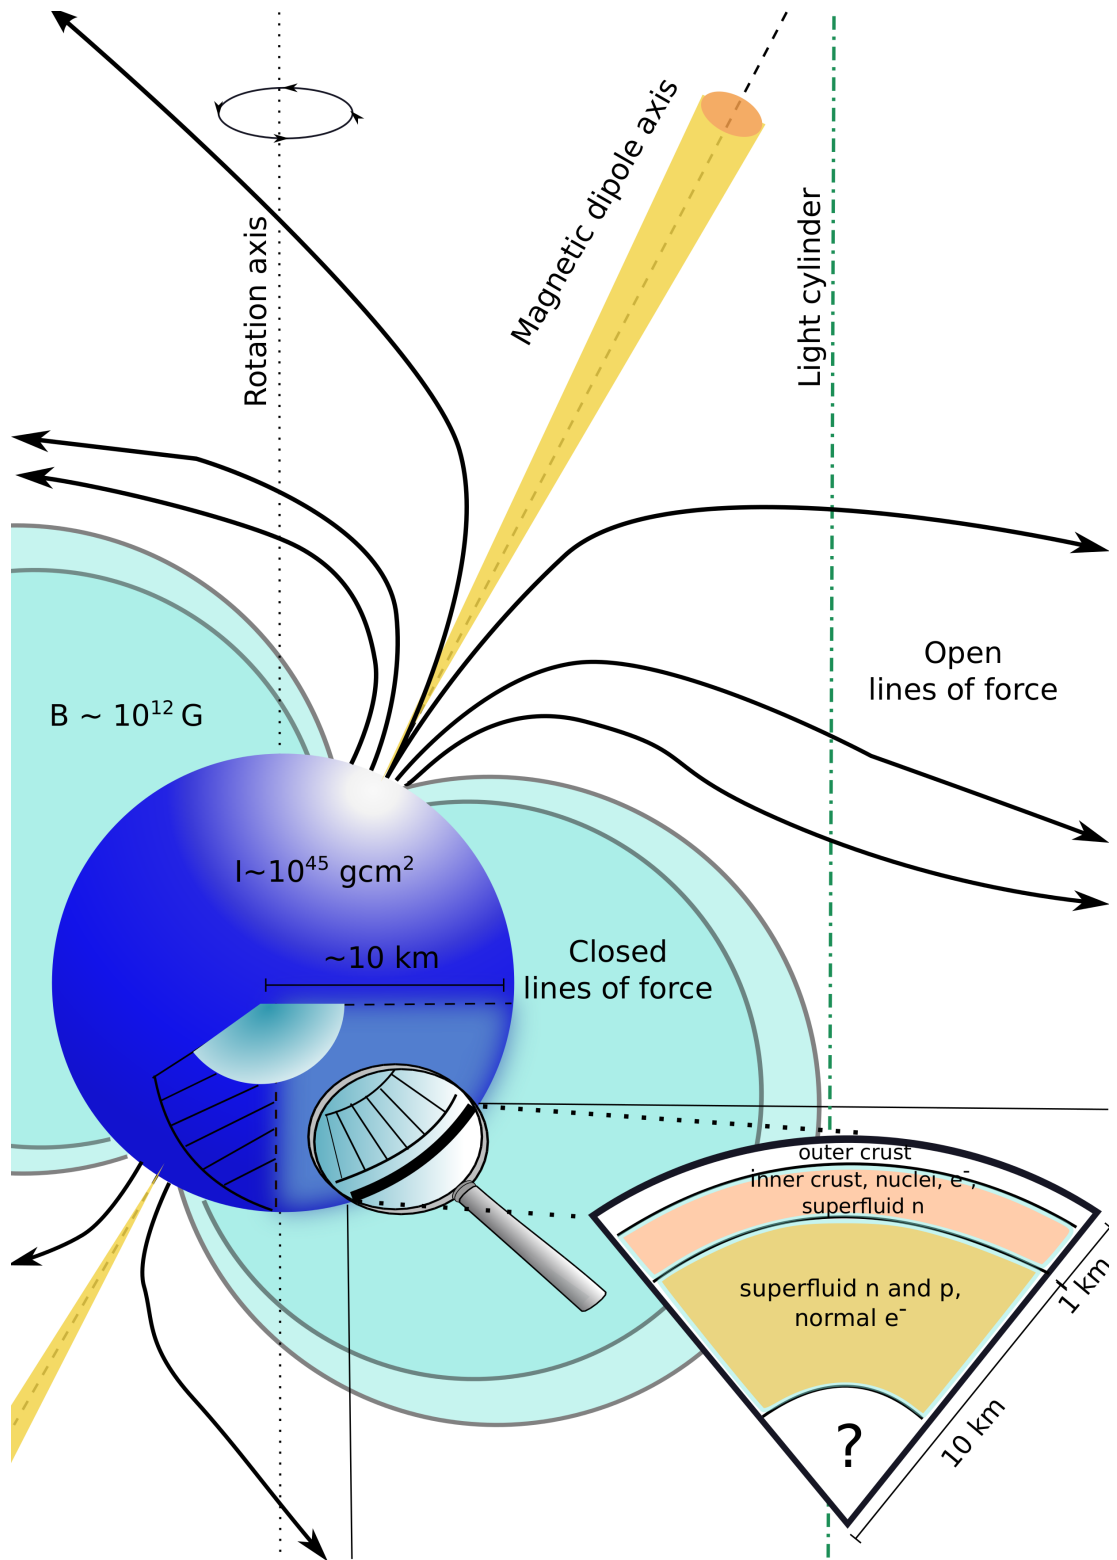 Rotation axis
Magnetic dipole axis
Light cylinder
Open
lines of force
B ~ 10¹² G
I~10⁴⁵ gcm²
~10 km
Closed
lines of force
outer crust
inner crust, nuclei, e⁻,
superfluid n
superfluid n and p,
normal e⁻
1 km
10 km
?